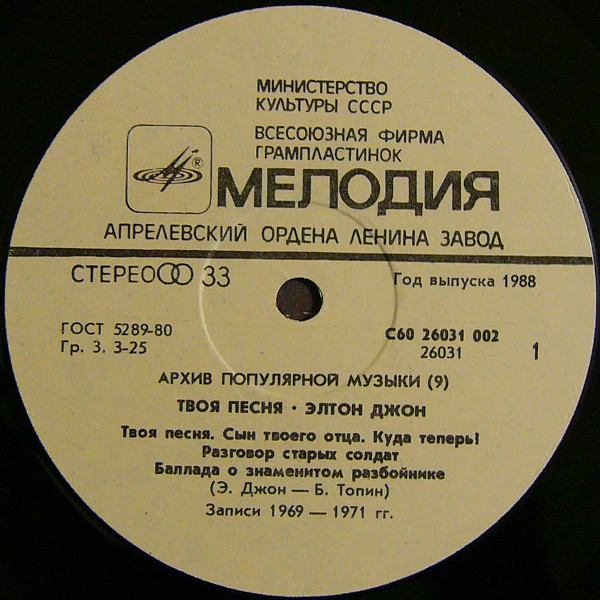 МИНИСТЕРСТВО
КУЛЬТУРЫ СССР
ВСЕСОЮЗНАЯ ФИРМА
ГРАМПЛАСТИНОК
®
МЕЛОДИЯ
АПРЕЛЕВСКИЙ ОРДЕНА ЛЕНИНА ЗАВОД
СТЕРЕО 33
Год выпуска 1988
ГОСТ 5289-80
Гр. 3. 3-25
С60 26031 002
26031
1
АРХИВ ПОПУЛЯРНОЙ МУЗЫКИ (9)
ТВОЯ ПЕСНЯ · ЭЛТОН ДЖОН
Твоя песня. Сын твоего отца. Куда теперь!
Разговор старых солдат
Баллада о знаменитом разбойнике
(Э. Джон — Б. Топин)
Записи 1969 — 1971 гг.